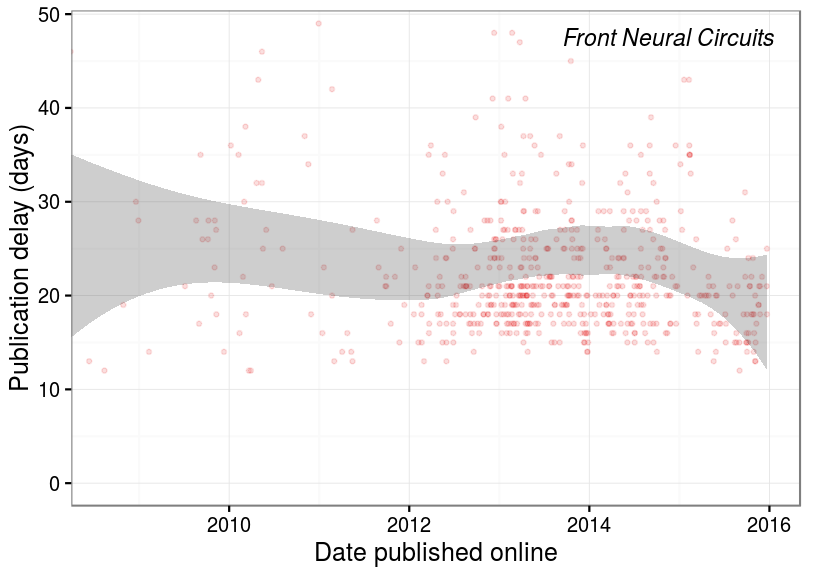 Front Neural Circuits
Publication delay (days)
50
40
30
20
10
0
2010 2012 2014 2016
Date published online